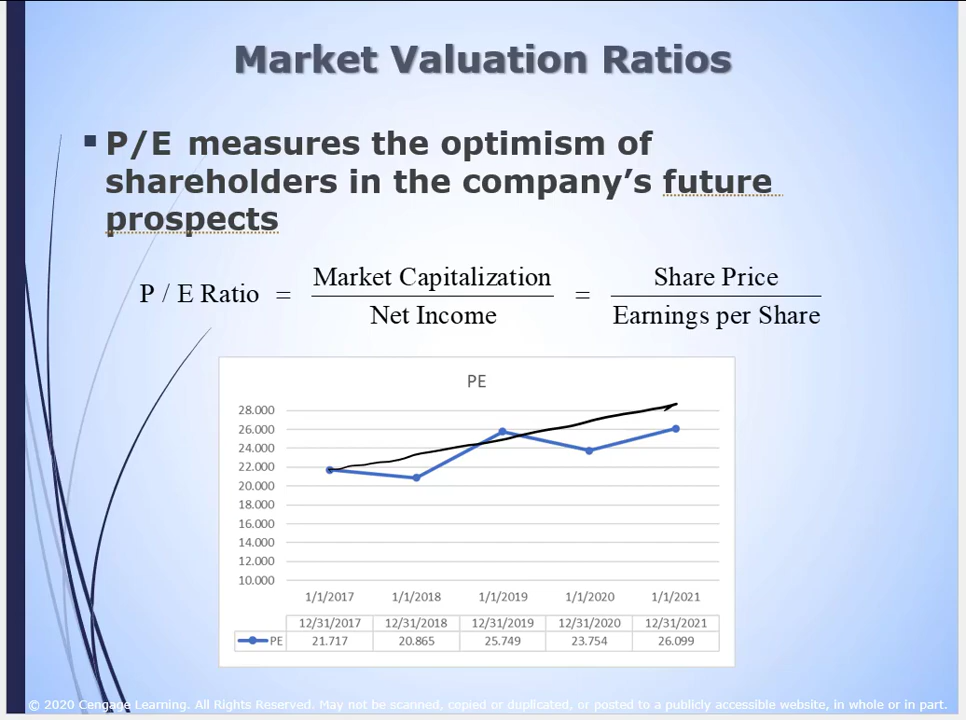 Market Valuation Ratios
▪ P/E measures the optimism of
shareholders in the company’s future
prospects
P / E Ratio = Market Capitalization / Net Income = Share Price / Earnings per Share
PE
28.000
26.000
24.000
22.000
20.000
18.000
16.000
14.000
12.000
10.000
1/1/2017 1/1/2018 1/1/2019 1/1/2020 1/1/2021
12/31/2017 12/31/2018 12/31/2019 12/31/2020 12/31/2021
PE 21.717 20.865 25.749 23.754 26.099
© 2020 Cengage Learning. All Rights Reserved. May not be scanned, copied or duplicated, or posted to a publicly accessible website, in whole or in part.